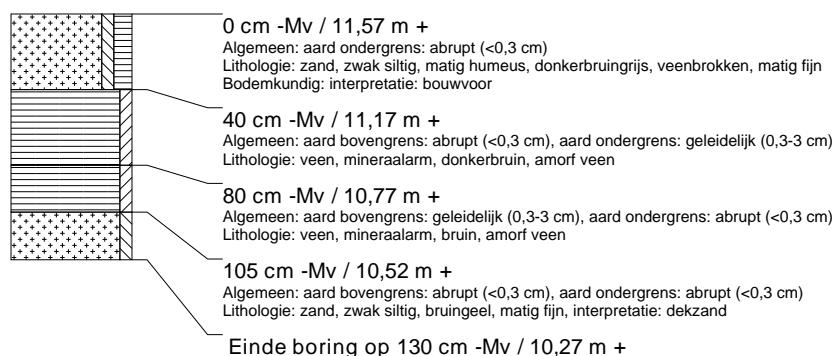 0 cm -Mv / 11,57 m +
Algemeen: aard ondergrens: abrupt (<0,3 cm)
Lithologie: zand, zwak siltig, matig humeus, donkerbruingrijs, veenbrokken, matig fijn
Bodemkundig: interpretatie: bouwvoor
40 cm -Mv / 11,17 m +
Algemeen: aard bovengrens: abrupt (<0,3 cm), aard ondergrens: geleidelijk (0,3-3 cm)
Lithologie: veen, mineraalarm, donkerbruin, amorf veen
80 cm -Mv / 10,77 m +
Algemeen: aard bovengrens: geleidelijk (0,3-3 cm), aard ondergrens: abrupt (<0,3 cm)
Lithologie: veen, mineraalarm, bruin, amorf veen
105 cm -Mv / 10,52 m +
Algemeen: aard bovengrens: abrupt (<0,3 cm), aard ondergrens: abrupt (<0,3 cm)
Lithologie: zand, zwak siltig, bruingeel, matig fijn, interpretatie: dekzand
Einde boring op 130 cm -Mv / 10,27 m +